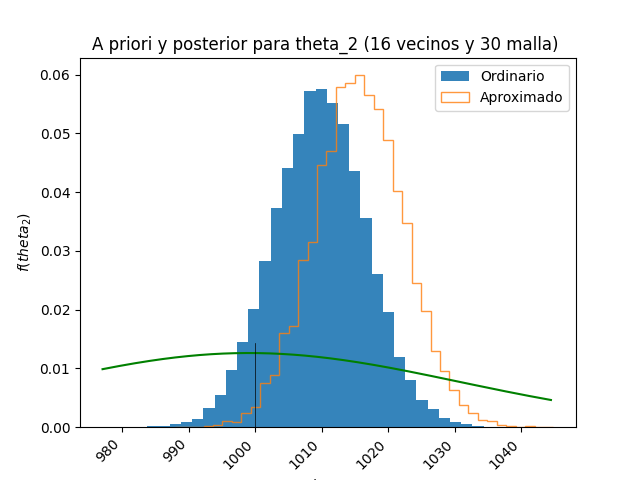 A priori y posterior para theta_2 (16 vecinos y 30 malla)
Ordinario
Aproximado
f(theta₂)
0.06
0.05
0.04
0.03
0.02
0.01
0.00
980 990 1000 1010 1020 1030 1040